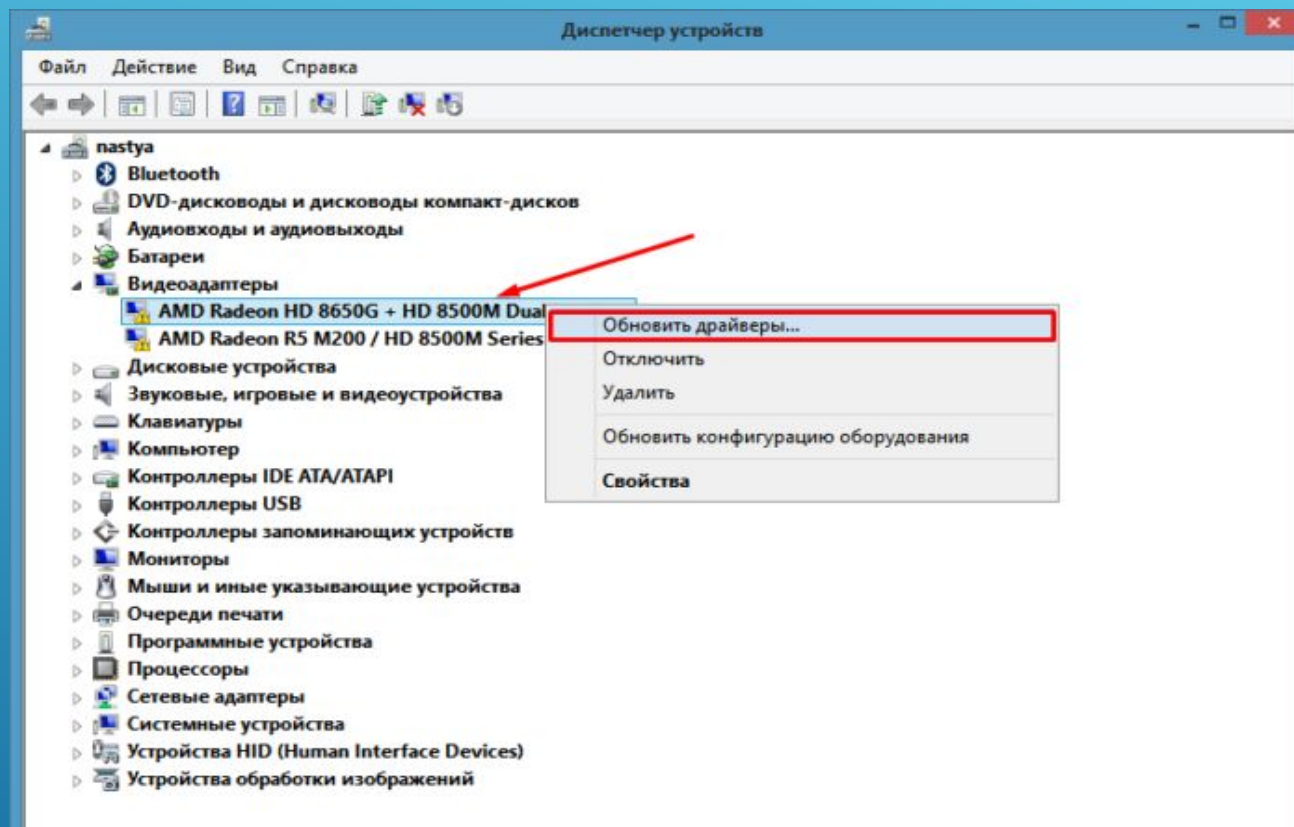 Диспетчер устройств
Файл Действие Вид Справка
nastya
Bluetooth
DVD-дисководы и дисководы компакт-дисков
Аудиовходы и аудиовыходы
Батареи
Видеоадаптеры
AMD Radeon HD 8650G + HD 8500M Dual
AMD Radeon R5 M200 / HD 8500M Series
Дисковые устройства
Звуковые, игровые и видеоустройства
Клавиатуры
Компьютер
Контроллеры IDE ATA/ATAPI
Контроллеры USB
Контроллеры запоминающих устройств
Мониторы
Мыши и иные указывающие устройства
Очереди печати
Программные устройства
Процессоры
Сетевые адаптеры
Системные устройства
Устройства HID (Human Interface Devices)
Устройства обработки изображений
Обновить драйверы...
Отключить
Удалить
Обновить конфигурацию оборудования
Свойства